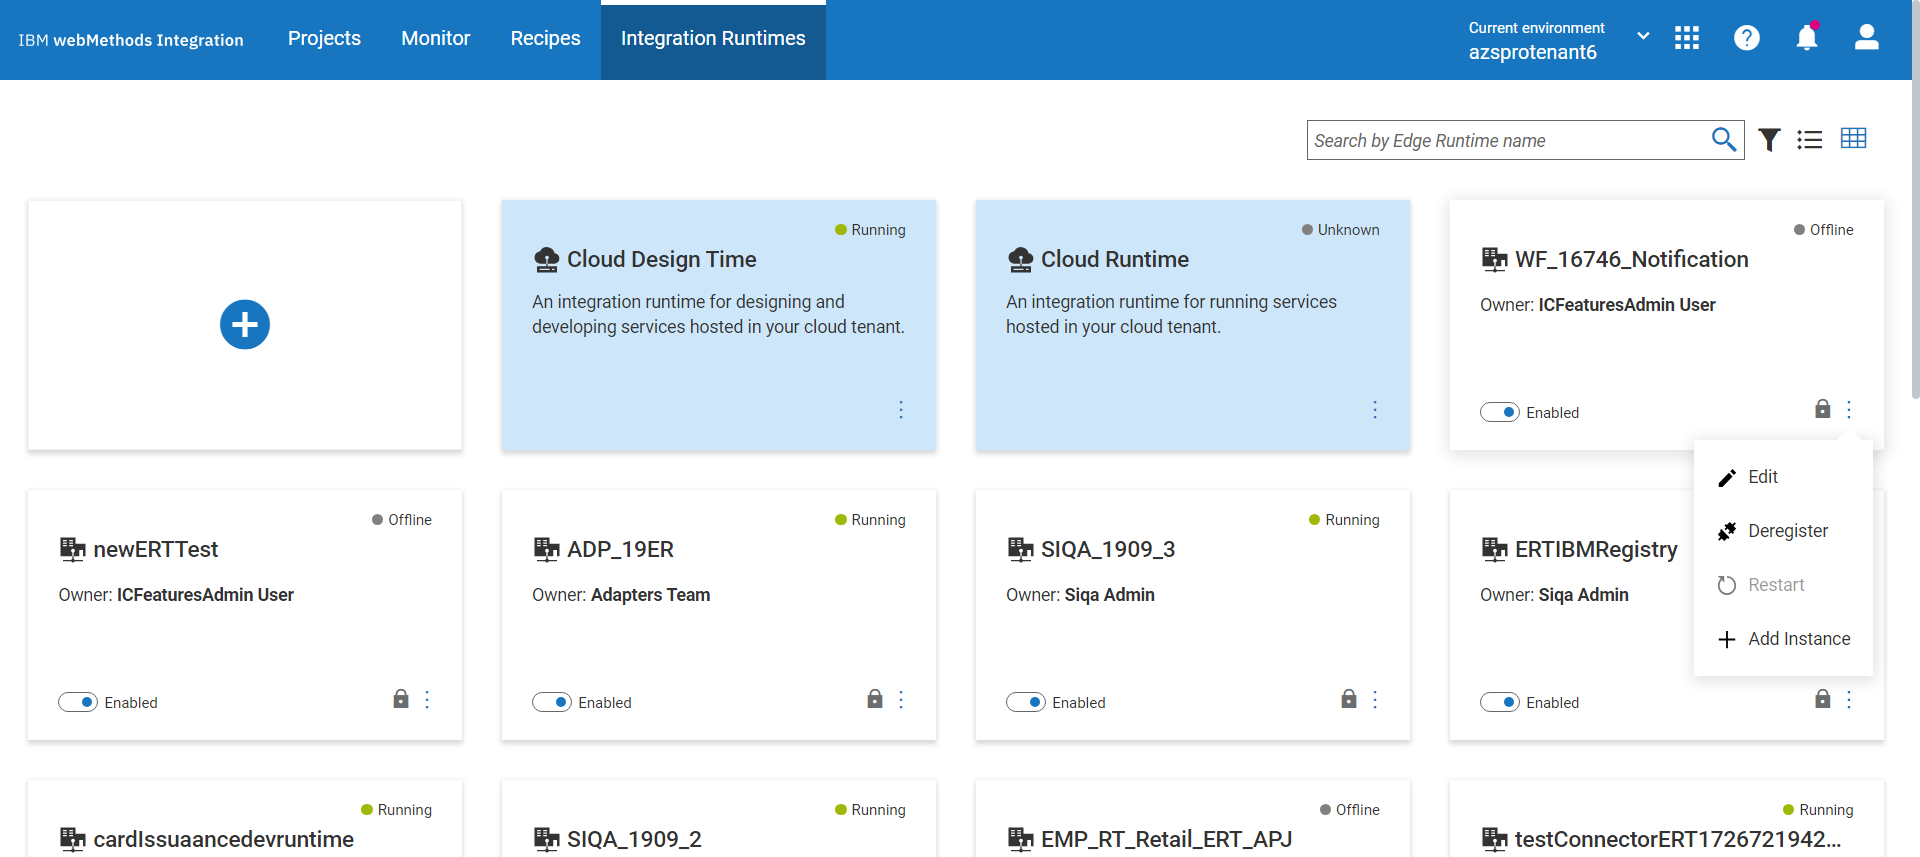 IBM webMethods Integration
Projects
Monitor
Recipes
Integration Runtimes
Current environment
azsprotenant6
Search by Edge Runtime name
Running
Cloud Design Time
An integration runtime for designing and
developing services hosted in your cloud tenant.
Unknown
Cloud Runtime
An integration runtime for running services
hosted in your cloud tenant.
Offline
WF_16746_Notification
Owner: ICFeaturesAdmin User
Enabled
Edit
Deregister
Restart
Add Instance
Offline
newERTTest
Owner: ICFeaturesAdmin User
Enabled
Running
ADP_19ER
Owner: Adapters Team
Enabled
Running
SIQA_1909_3
Owner: Siqa Admin
Enabled
ERTIBMRegistry
Owner: Siqa Admin
Enabled
Running
cardIssuaancedevruntime
Running
SIQA_1909_2
Offline
EMP_RT_Retail_ERT_APJ
Running
testConnectorERT1726721942...